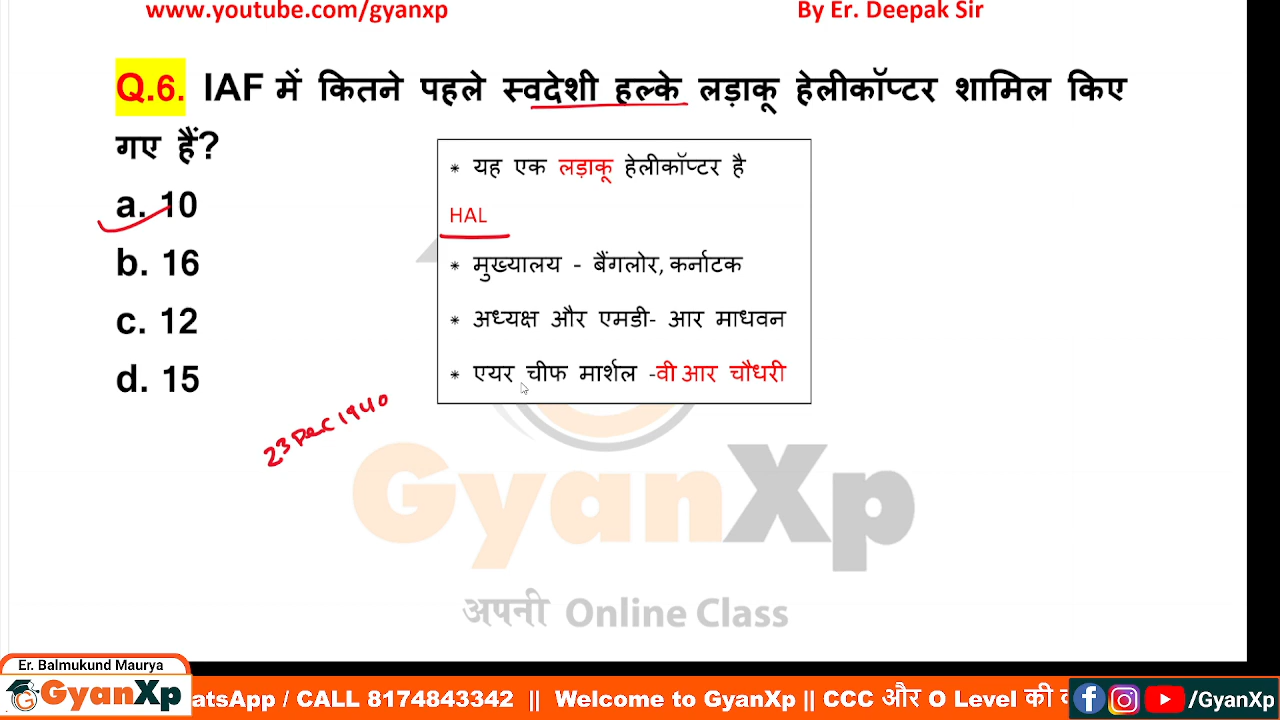 www.youtube.com/gyanxp By Er. Deepak Sir
Q.6. IAF में कितने पहले स्वदेशी हल्के लड़ाकू हेलीकॉप्टर शामिल किए
गए हैं?
a. 10
b. 16
c. 12
d. 15
* यह एक लड़ाकू हेलीकॉप्टर है
HAL
* मुख्यालय - बैंगलोर, कर्नाटक
* अध्यक्ष और एमडी- आर माधवन
* एयर चीफ मार्शल -वी आर चौधरी
23 Dec 1940
GyanXp
अपनी Online Class
Er. Balmukund Maurya
GyanXp
atsApp / CALL 8174843342 || Welcome to GyanXp || CCC और O Level की /GyanXp